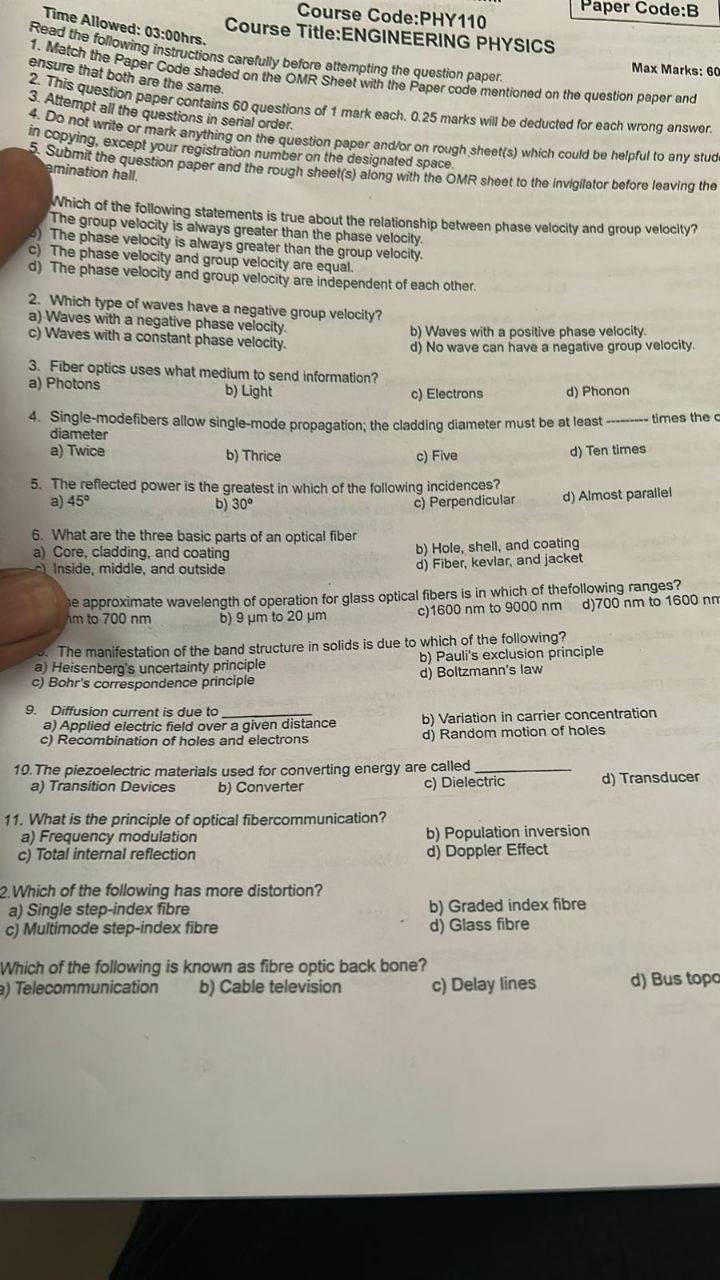 Time Allowed: 03:00hrs.
Course Code:PHY110
Paper Code:B
Course Title:ENGINEERING PHYSICS
Max Marks: 60
Read the following instructions carefully before attempting the question paper.
1. Match the Paper Code shaded on the OMR Sheet with the Paper code mentioned on the question paper and
ensure that both are the same.
2. This question paper contains 60 questions of 1 mark each. 0.25 marks will be deducted for each wrong answer.
3. Attempt all the questions in serial order.
4. Do not write or mark anything on the question paper and/or on rough sheet(s) which could be helpful to any stud
in copying, except your registration number on the designated space.
5. Submit the question paper and the rough sheet(s) along with the OMR sheet to the invigilator before leaving the
amination hall.
Which of the following statements is true about the relationship between phase velocity and group velocity?
The group velocity is always greater than the phase velocity.
The phase velocity is always greater than the group velocity.
c) The phase velocity and group velocity are equal.
d) The phase velocity and group velocity are independent of each other.
2. Which type of waves have a negative group velocity?
a) Waves with a negative phase velocity. b) Waves with a positive phase velocity.
c) Waves with a constant phase velocity. d) No wave can have a negative group velocity.
3. Fiber optics uses what medium to send information?
a) Photons b) Light c) Electrons d) Phonon
4. Single-modefibers allow single-mode propagation; the cladding diameter must be at least --------- times the c
diameter
a) Twice b) Thrice c) Five d) Ten times
5. The reflected power is the greatest in which of the following incidences?
a) 45° b) 30° c) Perpendicular d) Almost parallel
6. What are the three basic parts of an optical fiber
a) Core, cladding, and coating b) Hole, shell, and coating
c) Inside, middle, and outside d) Fiber, kevlar, and jacket
he approximate wavelength of operation for glass optical fibers is in which of thefollowing ranges?
nm to 700 nm b) 9 µm to 20 µm c)1600 nm to 9000 nm d)700 nm to 1600 nm
The manifestation of the band structure in solids is due to which of the following?
a) Heisenberg's uncertainty principle b) Pauli's exclusion principle
c) Bohr's correspondence principle d) Boltzmann's law
9. Diffusion current is due to ____________
a) Applied electric field over a given distance b) Variation in carrier concentration
c) Recombination of holes and electrons d) Random motion of holes
10. The piezoelectric materials used for converting energy are called ____________
a) Transition Devices b) Converter c) Dielectric d) Transducer
11. What is the principle of optical fibercommunication?
a) Frequency modulation b) Population inversion
c) Total internal reflection d) Doppler Effect
2. Which of the following has more distortion?
a) Single step-index fibre b) Graded index fibre
c) Multimode step-index fibre d) Glass fibre
Which of the following is known as fibre optic back bone?
a) Telecommunication b) Cable television c) Delay lines d) Bus topo